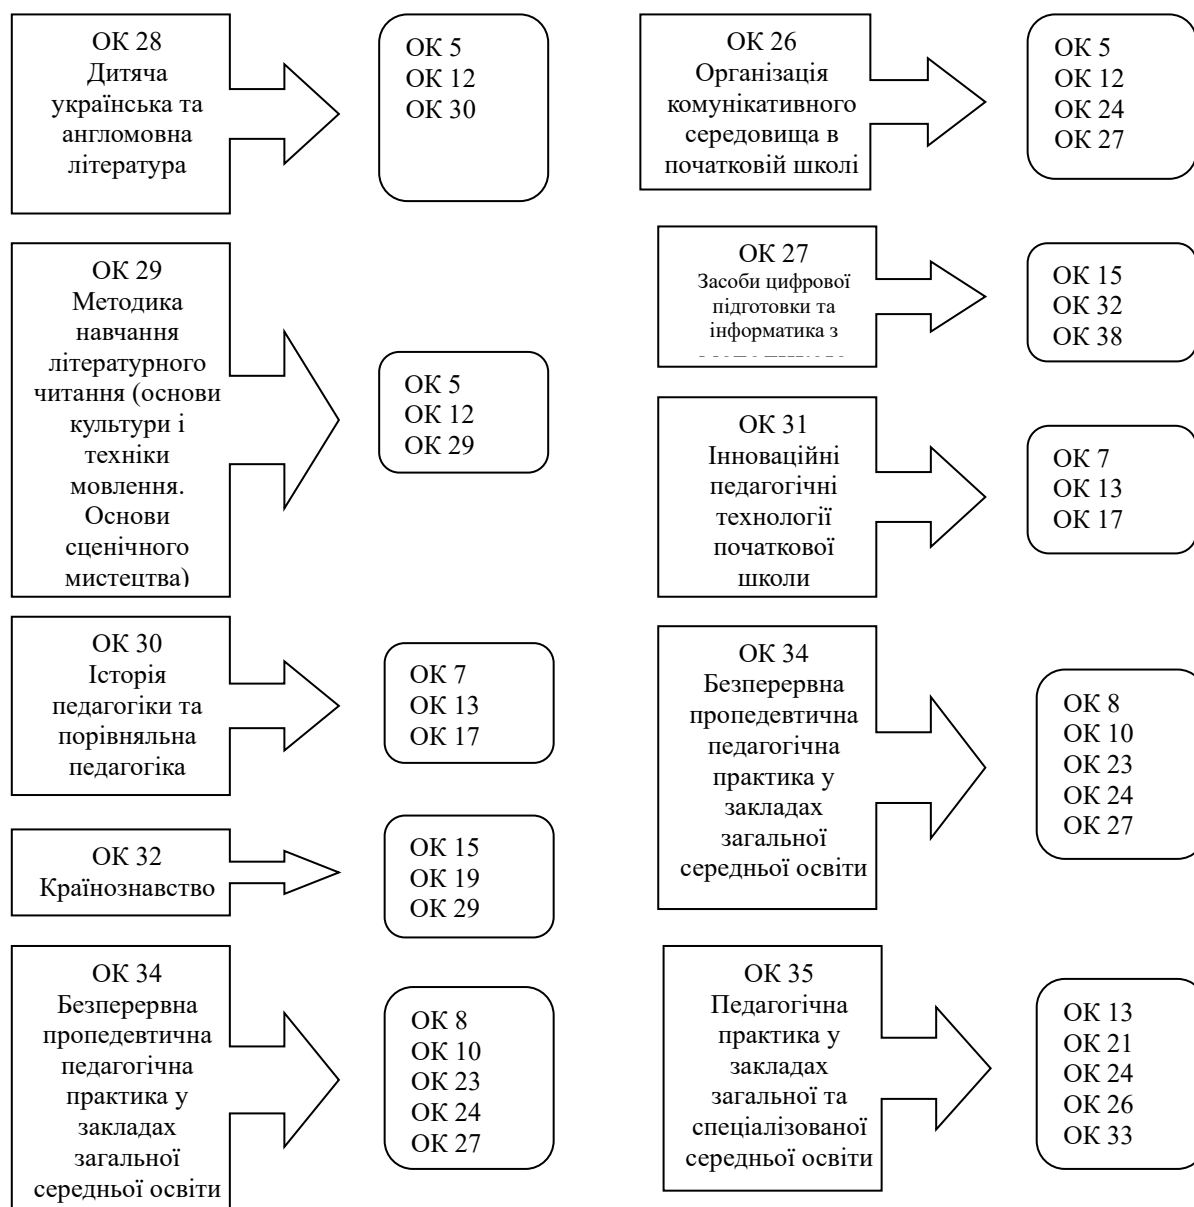 ОК 28
Дитяча
українська та
англомовна
література
ОК 5
ОК 12
ОК 30
ОК 26
Організація
комунікативного
середовища в
початковій школі
ОК 5
ОК 12
ОК 24
ОК 27
ОК 29
Методика
навчання
літературного
читання (основи
культури і
техніки
мовлення.
Основи
сценічного
мистецтва)
ОК 5
ОК 12
ОК 29
ОК 27
Засоби цифрової
підготовки та
інформатика з
ОК 15
ОК 32
ОК 38
ОК 31
Інноваційні
педагогічні
технології
початкової
школи
ОК 7
ОК 13
ОК 17
ОК 30
Історія
педагогіки та
порівняльна
педагогіка
ОК 7
ОК 13
ОК 17
ОК 34
Безперервна
пропедевтична
педагогічна
практика у
закладах
загальної
середньої освіти
ОК 8
ОК 10
ОК 23
ОК 24
ОК 27
ОК 32
Країнознавство
ОК 15
ОК 19
ОК 29
ОК 34
Безперервна
пропедевтична
педагогічна
практика у
закладах
загальної
середньої освіти
ОК 8
ОК 10
ОК 23
ОК 24
ОК 27
ОК 35
Педагогічна
практика у
закладах
загальної та
спеціалізованої
середньої освіти
ОК 13
ОК 21
ОК 24
ОК 26
ОК 33